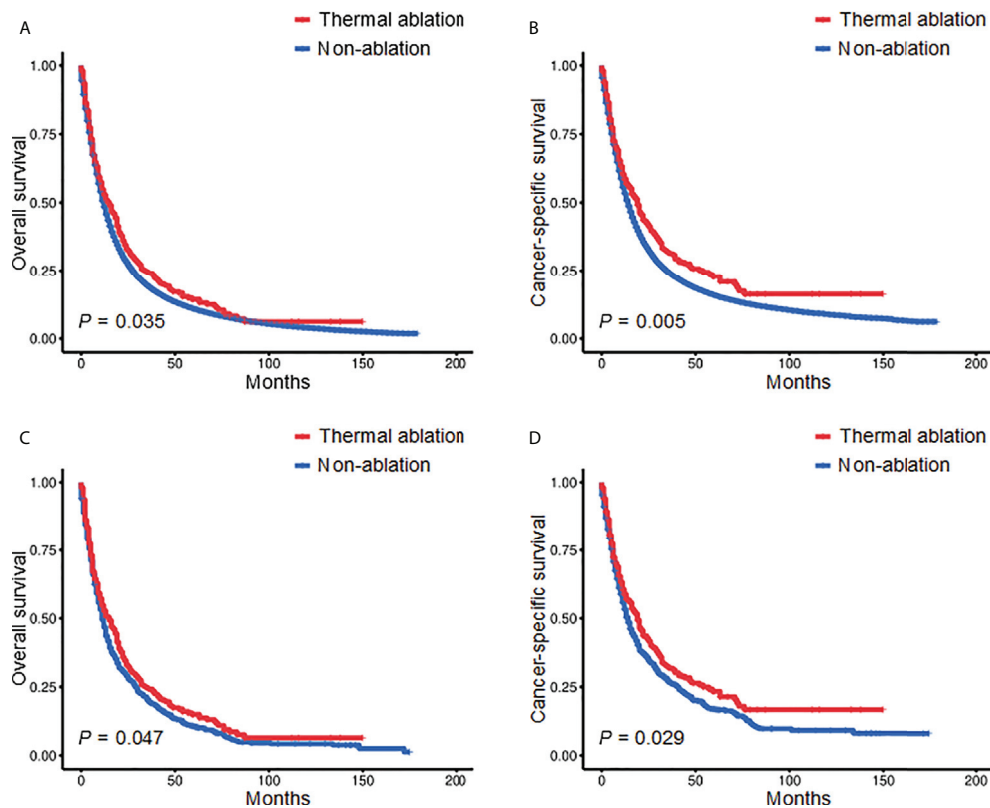 A
Thermal ablation
Non-ablation
1.00
0.75
0.50
0.25
0.00
Overall survival
P = 0.035
0 50 100 150 200
Months
B
Thermal ablation
Non-ablation
1.00
0.75
0.50
0.25
0.00
Cancer-specific survival
P = 0.005
0 50 100 150 200
Months
C
Thermal ablation
Non-ablation
1.00
0.75
0.50
0.25
0.00
Overall survival
P = 0.047
0 50 100 150 200
Months
D
Thermal ablation
Non-ablation
1.00
0.75
0.50
0.25
0.00
Cancer-specific survival
P = 0.029
0 50 100 150 200
Months